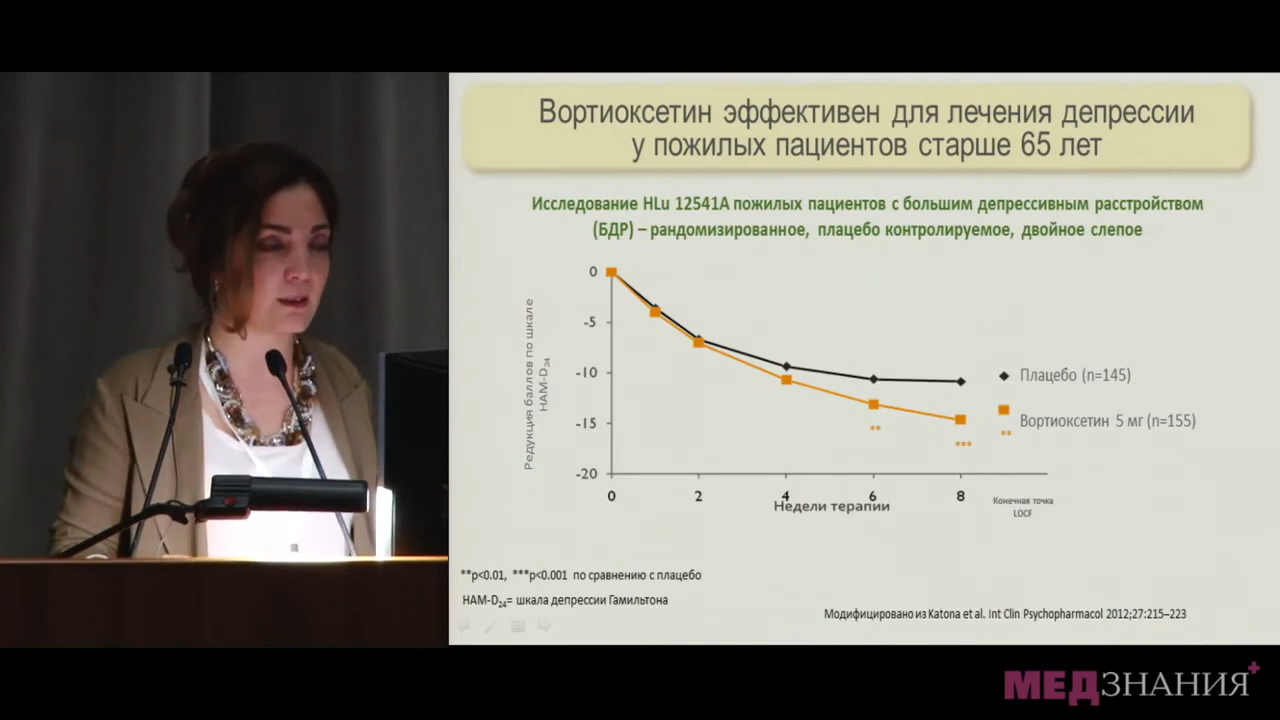 Вортиоксетин эффективен для лечения депрессии
у пожилых пациентов старше 65 лет
Исследование HLu 12541A пожилых пациентов с большим депрессивным расстройством
(БДР) – рандомизированное, плацебо контролируемое, двойное слепое
Редукция баллов по шкале
HAM-D24
0
-5
-10
-15
-20
0
2
4
6
8
Недели терапии
Конечная точка
LOCF
**
***
**
Плацебо (n=145)
Вортиоксетин 5 мг (n=155)
**p<0.01, ***p<0.001 по сравнению с плацебо
HAM-D24= шкала депрессии Гамильтона
Модифицировано из Katona et al. Int Clin Psychopharmacol 2012;27:215–223
МЕДЗНАНИЯ+